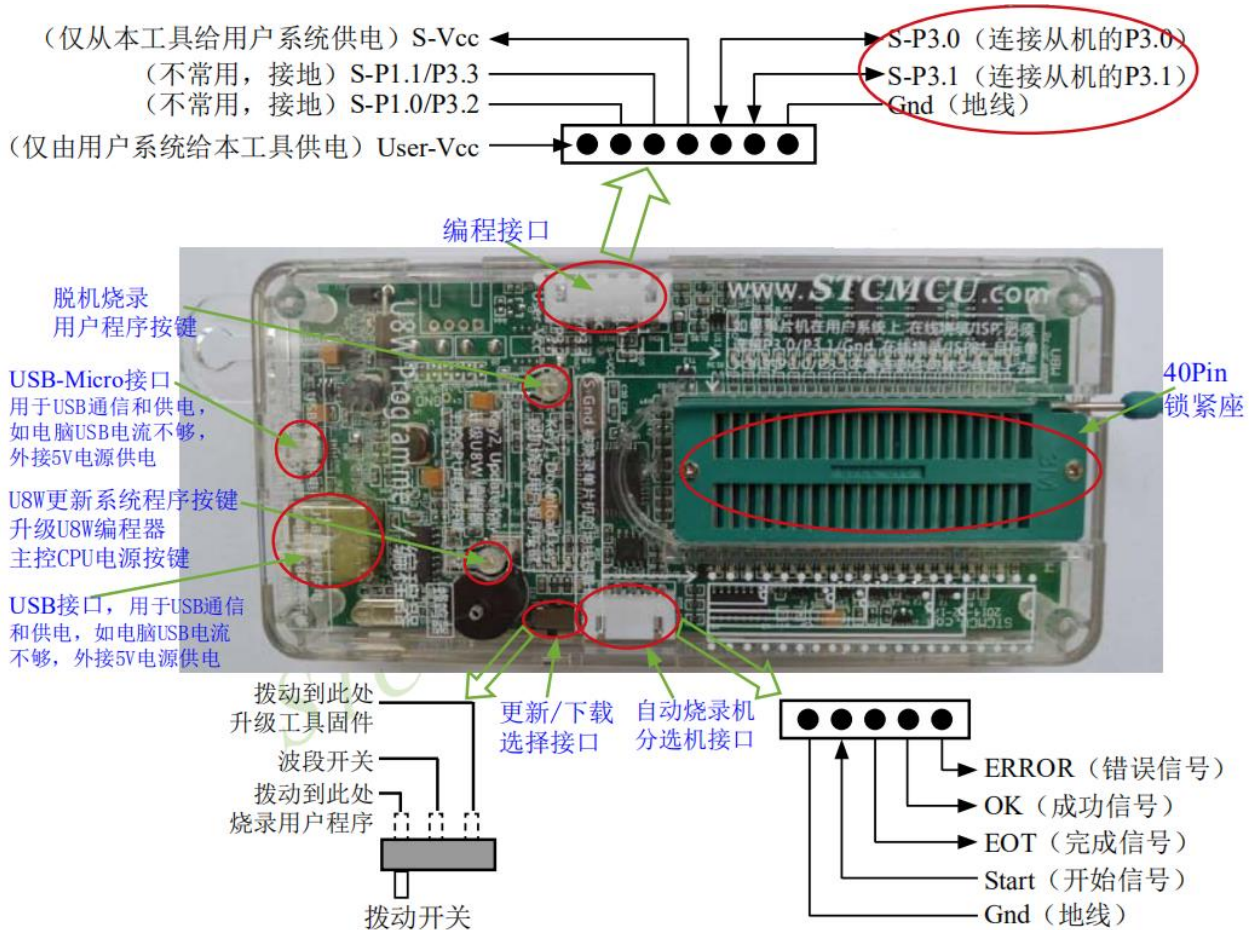 （仅从本工具给用户系统供电）S-Vcc
（不常用，接地）S-P1.1/P3.3
（不常用，接地）S-P1.0/P3.2
（仅由用户系统给本工具供电）User-Vcc
S-P3.0（连接从机的P3.0）
S-P3.1（连接从机的P3.1）
Gnd（地线）
编程接口
脱机烧录
用户程序按键
USB-Micro接口
用于USB通信和供电，
如电脑USB电流不够，
外接5V电源供电
U8W更新系统程序按键
升级U8W编程器
主控CPU电源按键
USB接口，用于USB通信
和供电，如电脑USB电流
不够，外接5V电源供电
www.STCMCU.com
U8W Programmer
40Pin
锁紧座
拨动到此处
升级工具固件
波段开关
拨动到此处
烧录用户程序
拨动开关
更新/下载
选择接口
自动烧录机
分选机接口
ERROR（错误信号）
OK（成功信号）
EOT（完成信号）
Start（开始信号）
Gnd（地线）